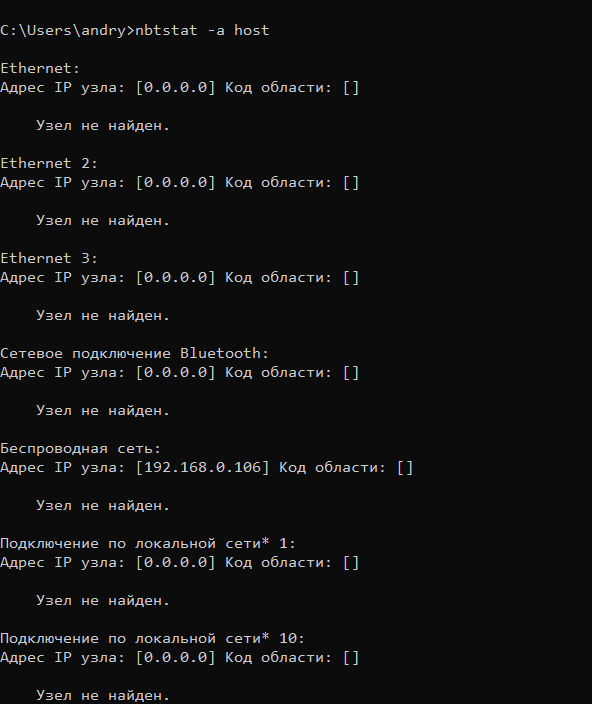 C:\Users\andry>nbtstat -a host
Ethernet:
Адрес IP узла: [0.0.0.0] Код области: []
Узел не найден.
Ethernet 2:
Адрес IP узла: [0.0.0.0] Код области: []
Узел не найден.
Ethernet 3:
Адрес IP узла: [0.0.0.0] Код области: []
Узел не найден.
Сетевое подключение Bluetooth:
Адрес IP узла: [0.0.0.0] Код области: []
Узел не найден.
Беспроводная сеть:
Адрес IP узла: [192.168.0.106] Код области: []
Узел не найден.
Подключение по локальной сети* 1:
Адрес IP узла: [0.0.0.0] Код области: []
Узел не найден.
Подключение по локальной сети* 10:
Адрес IP узла: [0.0.0.0] Код области: []
Узел не найден.